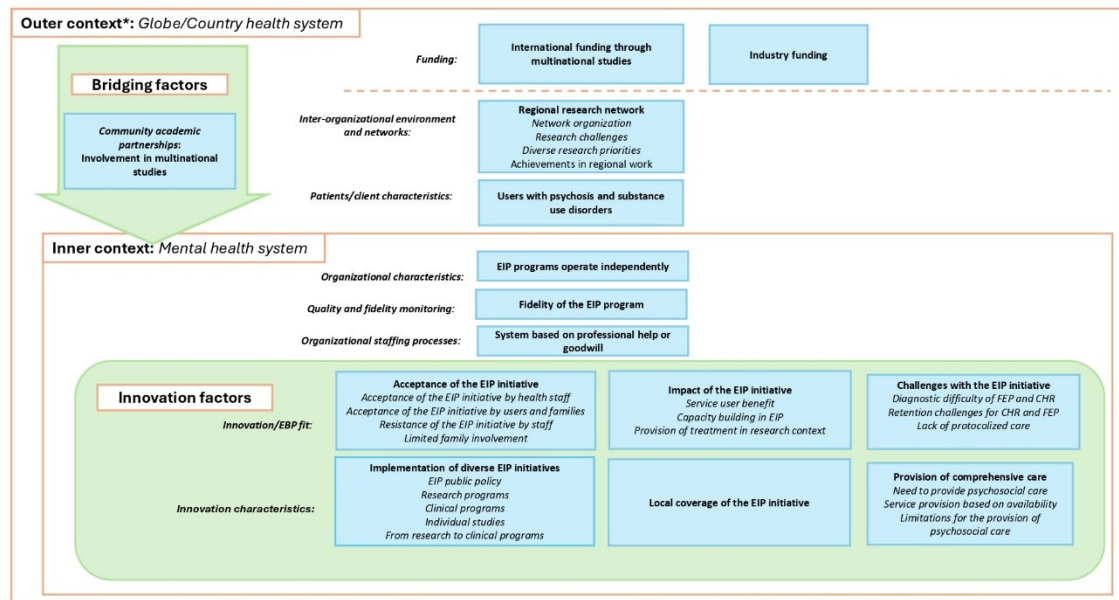 Outer context*: Globe/Country health system
Bridging factors
Community academic
partnerships:
Involvement in multinational
studies
Funding:
International funding through
multinational studies
Industry funding
Inter-organizational environment
and networks:
Regional research network
Network organization
Research challenges
Diverse research priorities
Achievements in regional work
Patients/client characteristics:
Users with psychosis and substance
use disorders
Inner context: Mental health system
Organizational characteristics:
EIP programs operate independently
Quality and fidelity monitoring:
Fidelity of the EIP program
Organizational staffing processes:
System based on professional help or
goodwill
Innovation factors
Innovation/EBP fit:
Acceptance of the EIP initiative
Acceptance of the EIP initiative by health staff
Acceptance of the EIP initiative by users and families
Resistance of the EIP initiative by staff
Limited family involvement
Impact of the EIP initiative
Service user benefit
Capacity building in EIP
Provision of treatment in research context
Challenges with the EIP initiative
Diagnostic difficulty of FEP and CHR
Retention challenges for CHR and FEP
Lack of protocolized care
Innovation characteristics:
Implementation of diverse EIP initiatives
EIP public policy
Research programs
Clinical programs
Individual studies
From research to clinical programs
Local coverage of the EIP initiative
Provision of comprehensive care
Need to provide psychosocial care
Service provision based on availability
Limitations for the provision of
psychosocial care